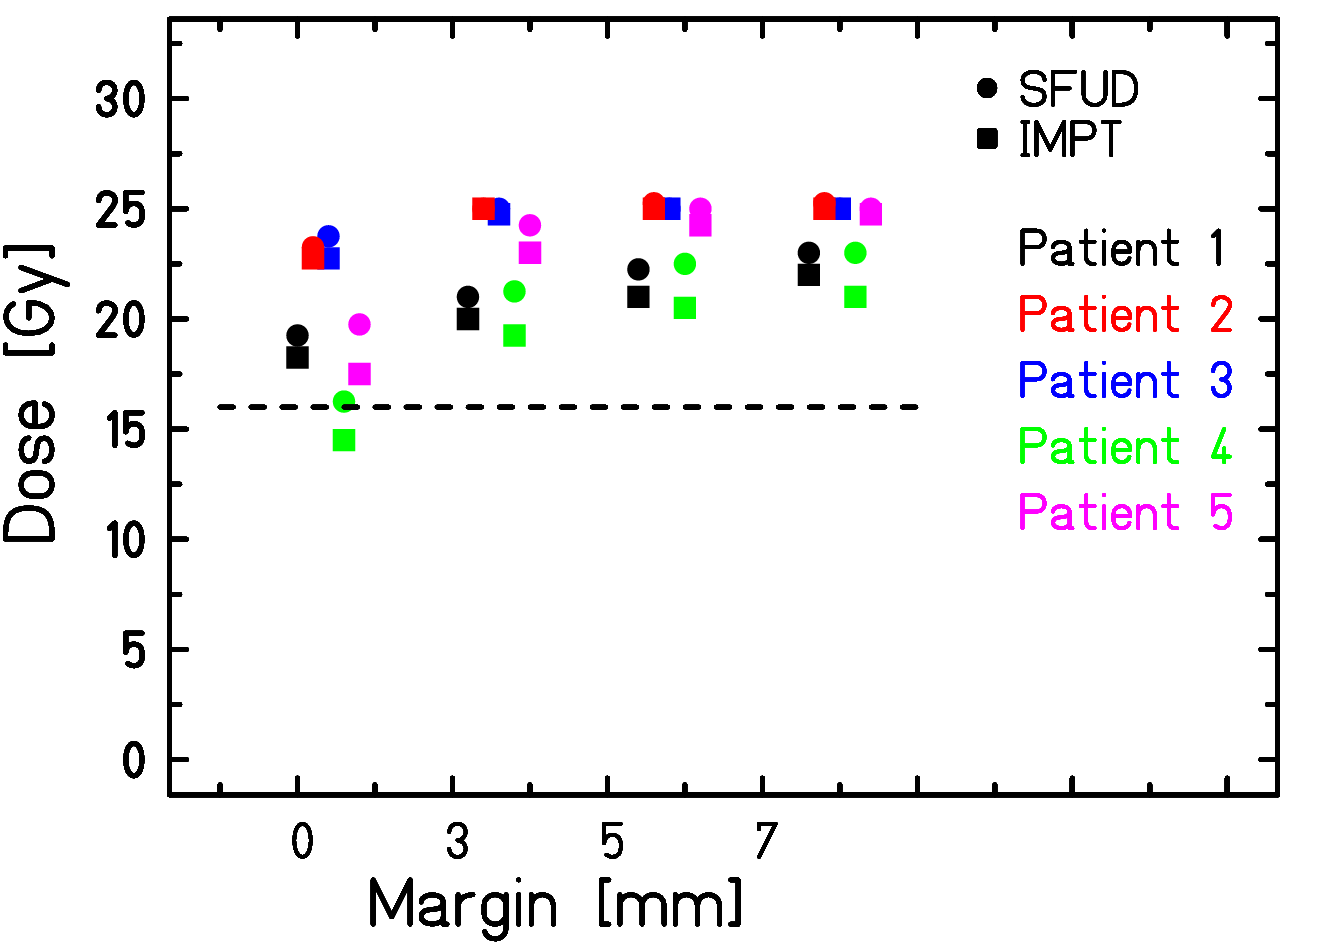 30
25
20
15
10
5
0
Dose [Gy]
SFUD
IMPT
Patient 1
Patient 2
Patient 3
Patient 4
Patient 5
0 3 5 7
Margin [mm]